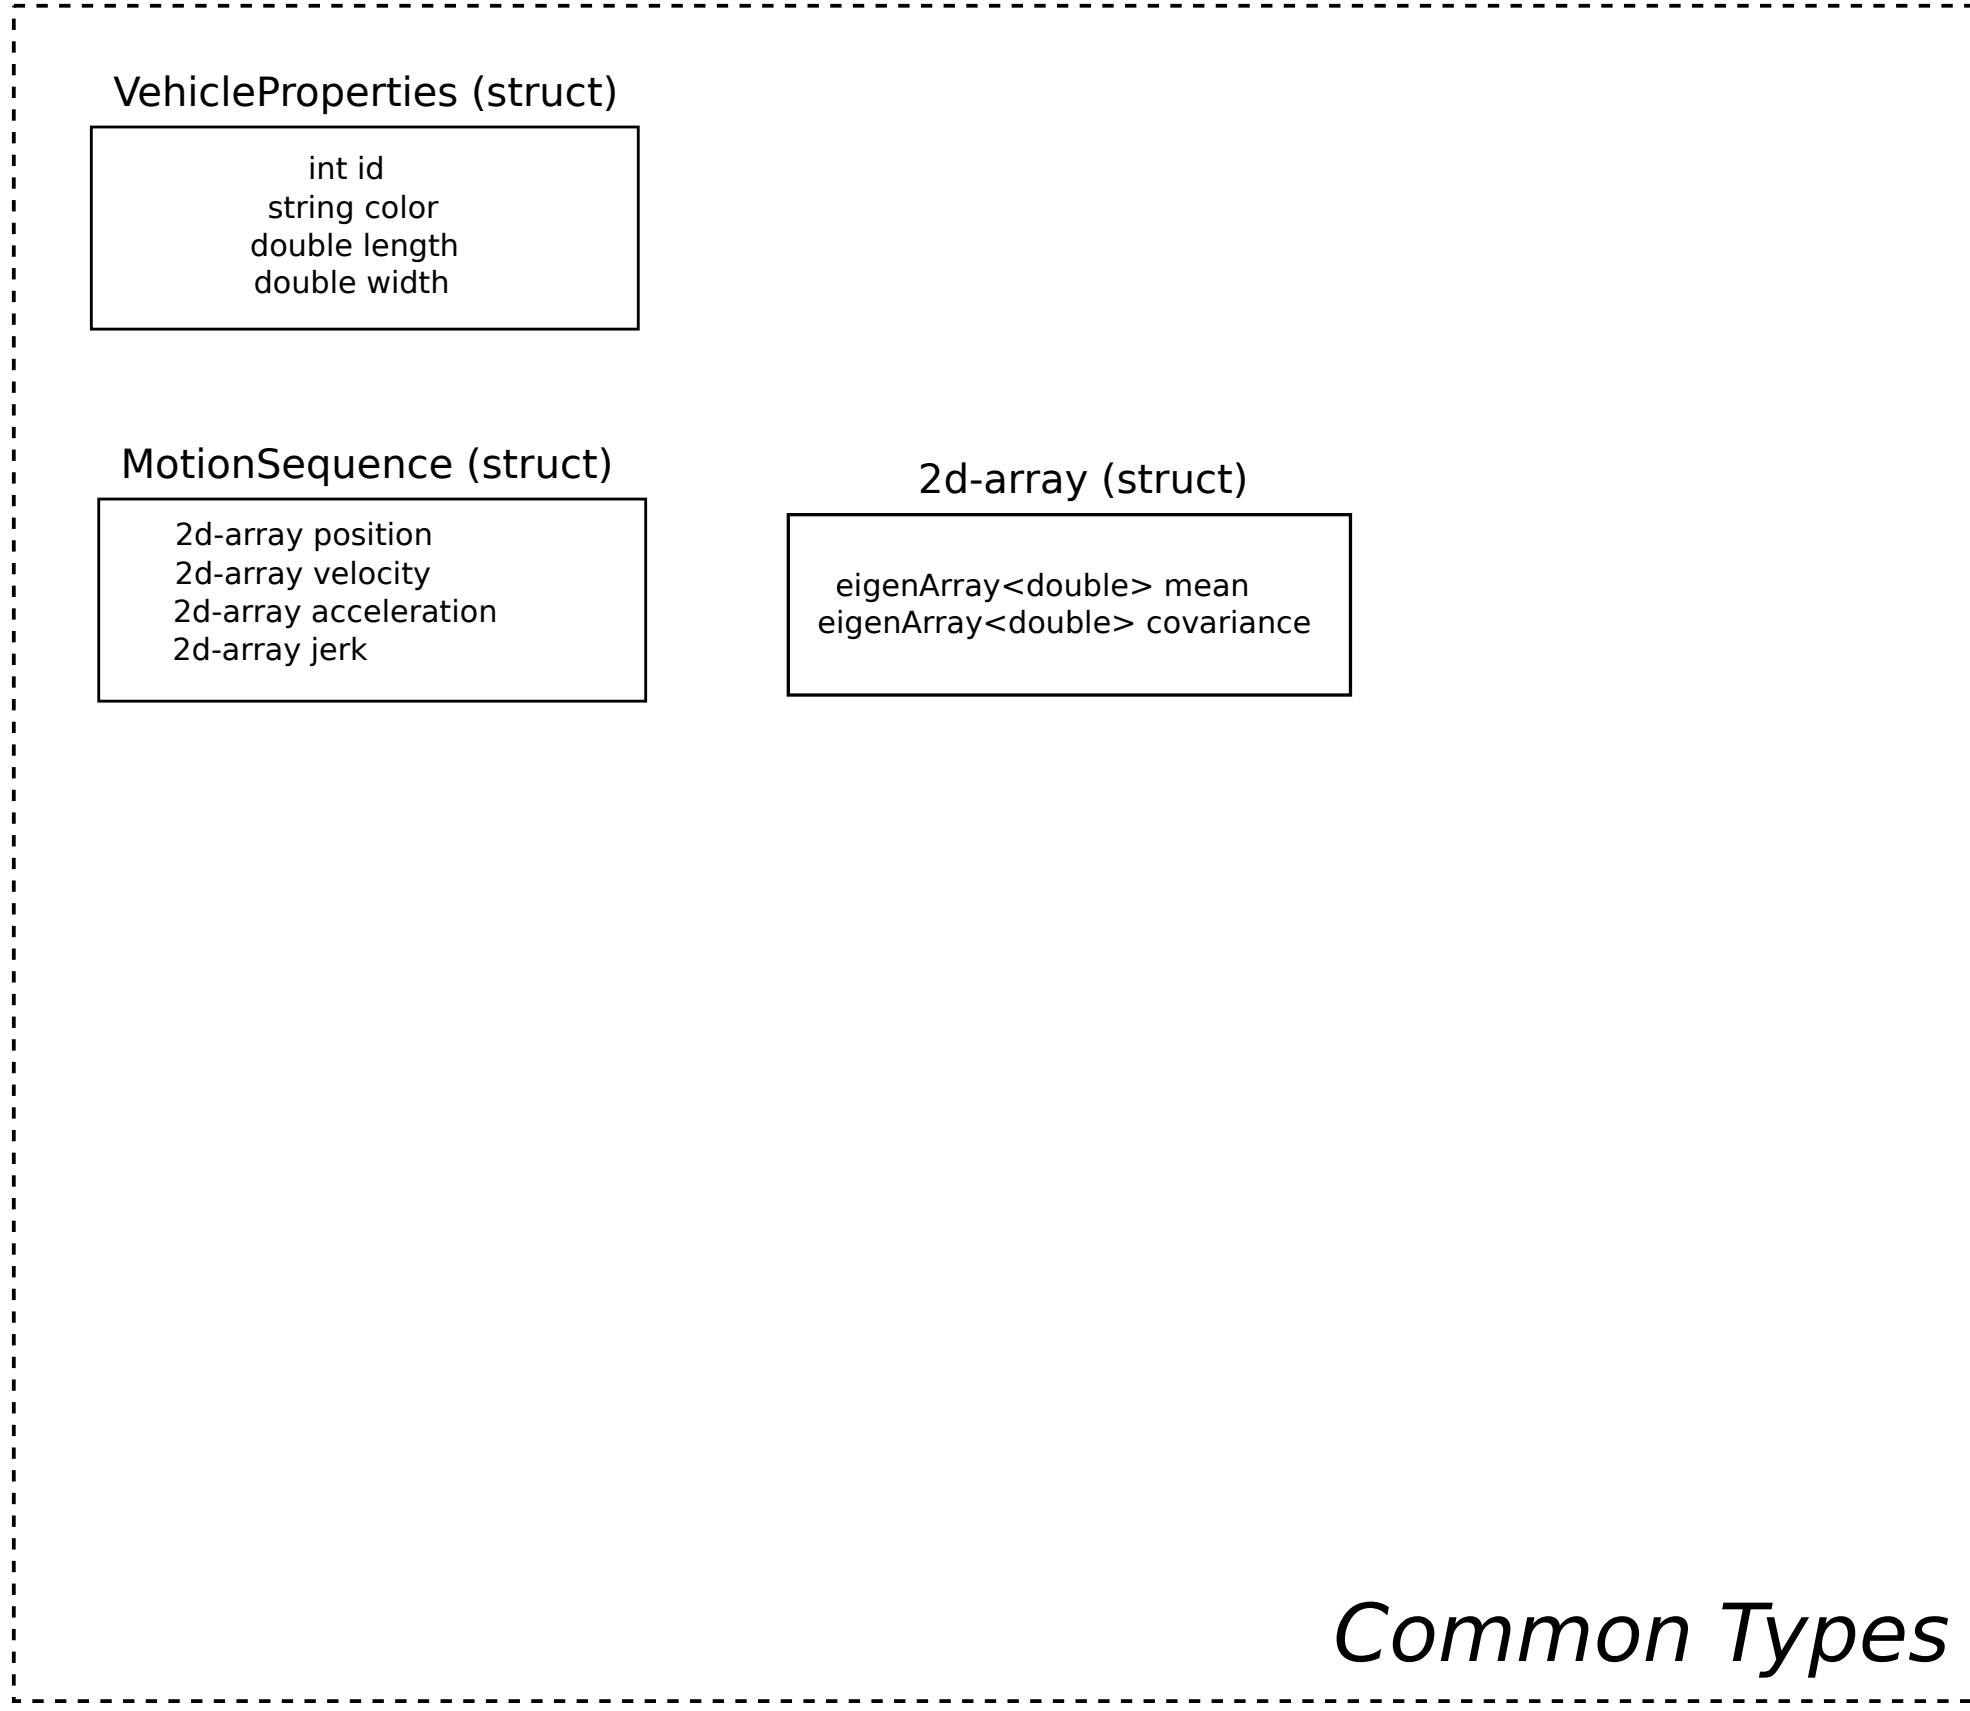 VehicleProperties (struct)
int id
string color
double length
double width
MotionSequence (struct)
2d-array position
2d-array velocity
2d-array acceleration
2d-array jerk
2d-array (struct)
eigenArray<double> mean
eigenArray<double> covariance
Common Types